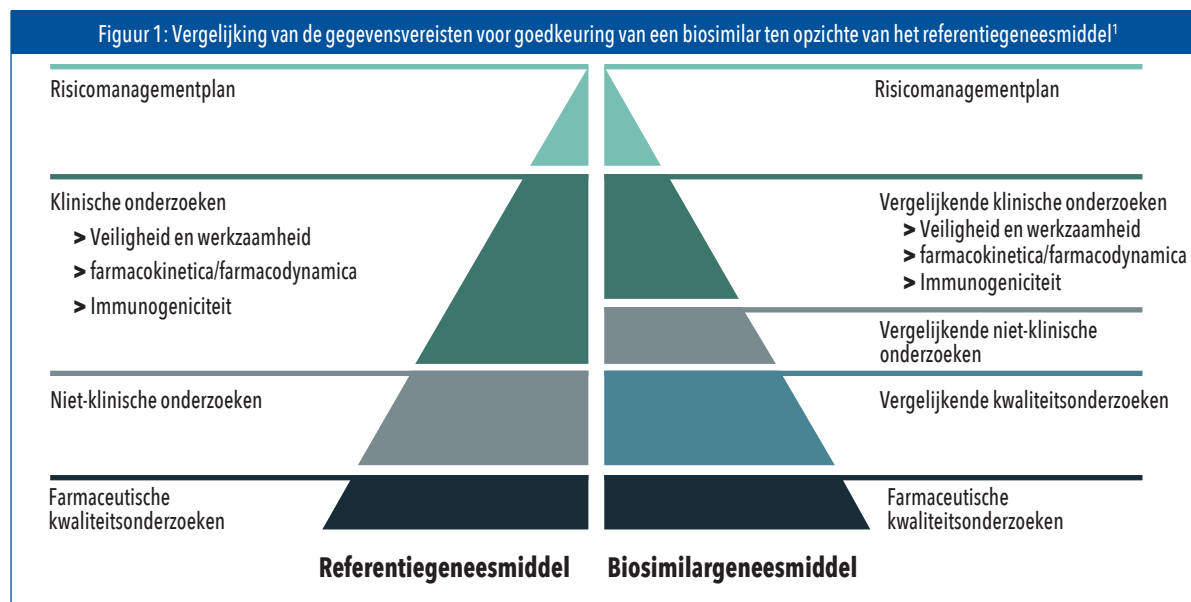 Figuur 1: Vergelijking van de gegevensvereisten voor goedkeuring van een biosimilar ten opzichte van het referentiegeneesmiddel¹
Risicomanagementplan
Klinische onderzoeken
> Veiligheid en werkzaamheid
> farmacokinetica/farmacodynamica
> Immunogeniciteit
Niet-klinische onderzoeken
Farmaceutische
kwaliteitsonderzoeken
Referentiegeneesmiddel
Risicomanagementplan
Vergelijkende klinische onderzoeken
> Veiligheid en werkzaamheid
> farmacokinetica/farmacodynamica
> Immunogeniciteit
Vergelijkende niet-klinische
onderzoeken
Vergelijkende kwaliteitsonderzoeken
Farmaceutische
kwaliteitsonderzoeken
Biosimilargeneesmiddel